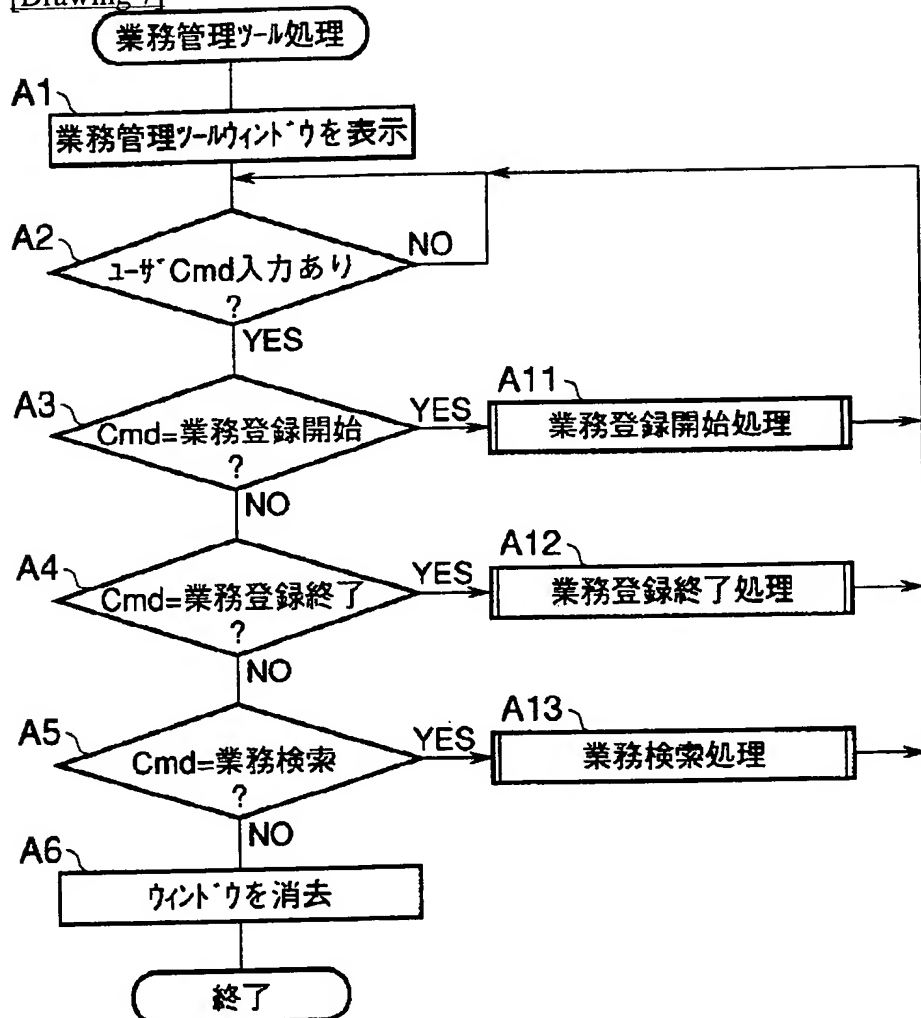 [Drawing 7]
業務管理ツール処理
A1
業務管理ツールウィンドウを表示
A2
ユーザCmd入力あり
?
NO
YES
A3
Cmd=業務登録開始
?
YES
A11
業務登録開始処理
NO
A4
Cmd=業務登録終了
?
YES
A12
業務登録終了処理
NO
A5
Cmd=業務検索
?
YES
A13
業務検索処理
NO
A6
ウィンドウを消去
終了